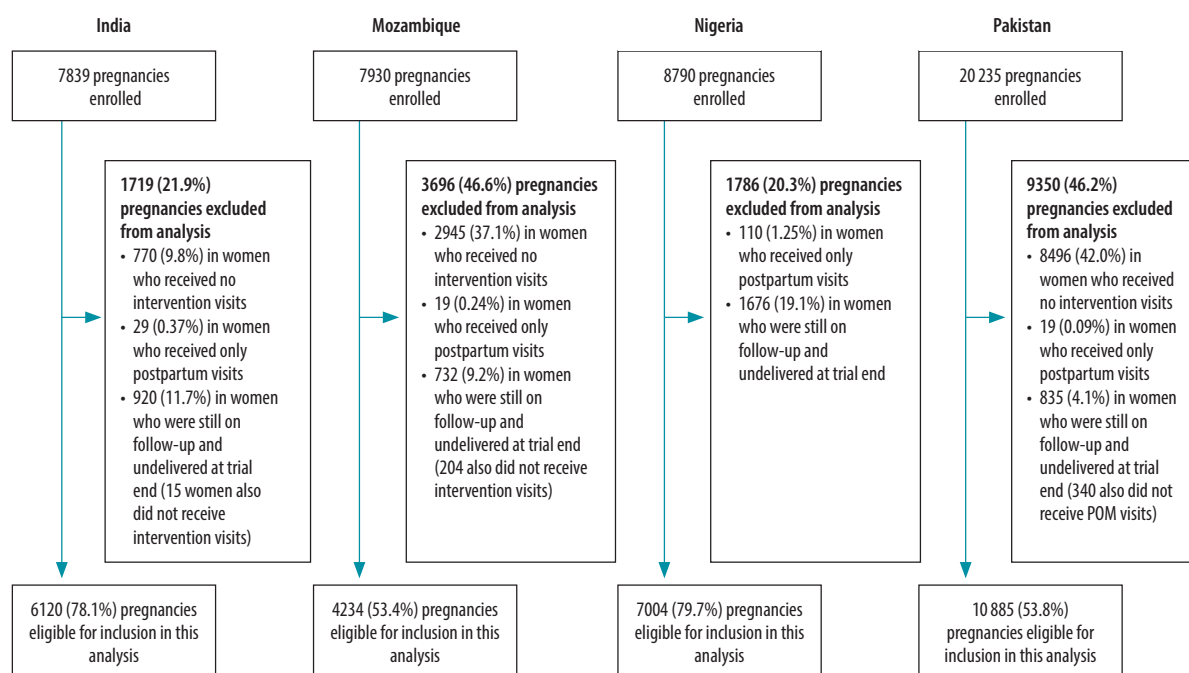 India
7839 pregnancies
enrolled
1719 (21.9%)
pregnancies excluded
from analysis
• 770 (9.8%) in women
who received no
intervention visits
• 29 (0.37%) in women
who received only
postpartum visits
• 920 (11.7%) in women
who were still on
follow-up and
undelivered at trial
end (15 women also
did not receive
intervention visits)
6120 (78.1%) pregnancies
eligible for inclusion in this
analysis
Mozambique
7930 pregnancies
enrolled
3696 (46.6%) pregnancies
excluded from analysis
• 2945 (37.1%) in women
who received no
intervention visits
• 19 (0.24%) in women
who received only
postpartum visits
• 732 (9.2%) in women
who were still on
follow-up and
undelivered at trial end
(204 also did not receive
intervention visits)
4234 (53.4%) pregnancies
eligible for inclusion in this
analysis
Nigeria
8790 pregnancies
enrolled
1786 (20.3%) pregnancies
excluded from analysis
• 110 (1.25%) in women
who received only
postpartum visits
• 1676 (19.1%) in women
who were still on
follow-up and
undelivered at trial end
7004 (79.7%) pregnancies
eligible for inclusion in this
analysis
Pakistan
20 235 pregnancies
enrolled
9350 (46.2%)
pregnancies excluded
from analysis
• 8496 (42.0%) in
women who received
no intervention visits
• 19 (0.09%) in women
who received only
postpartum visits
• 835 (4.1%) in women
who were still on
follow-up and
undelivered at trial
end (340 also did not
receive POM visits)
10 885 (53.8%)
pregnancies eligible for
inclusion in this analysis